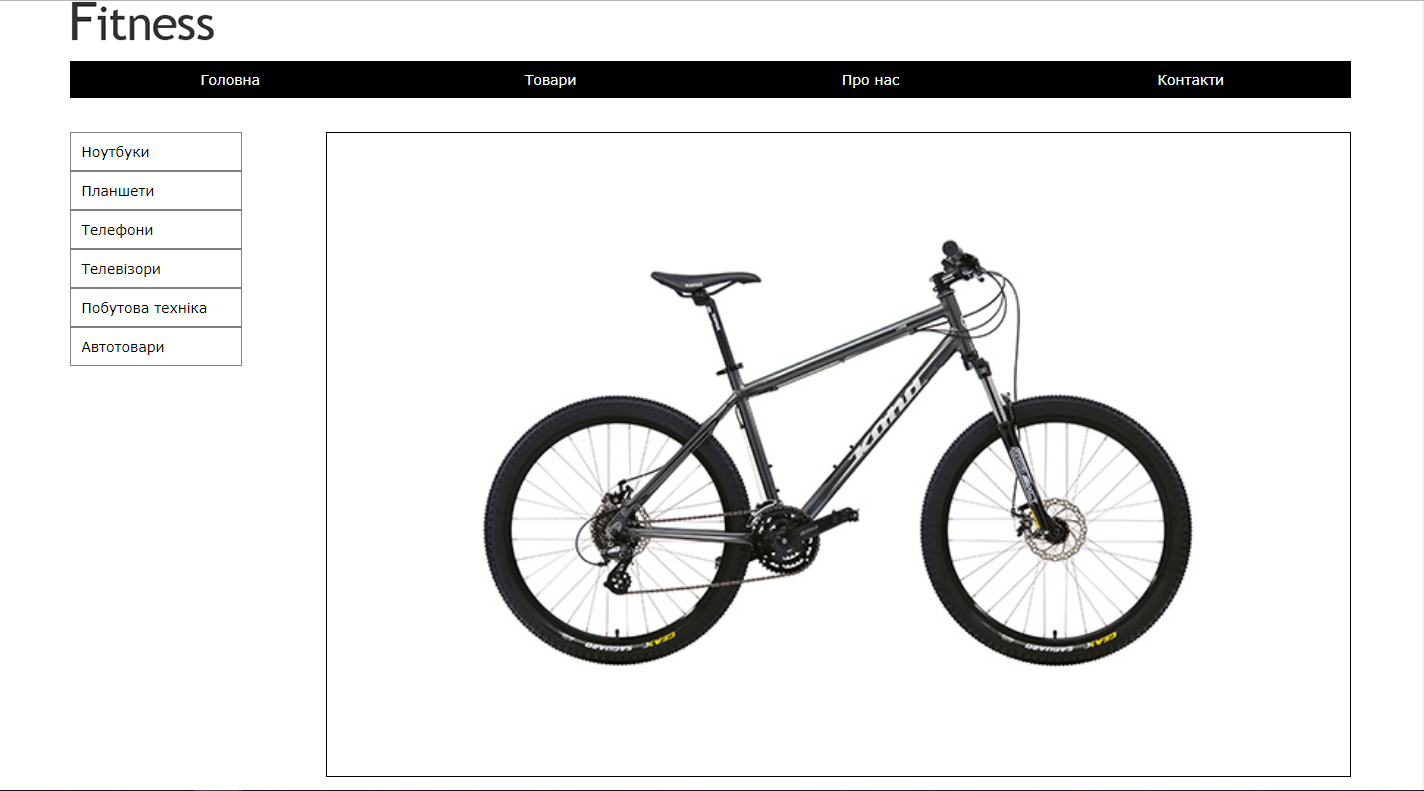 Fitness
Головна Товари Про нас Контакти
Ноутбуки
Планшети
Телефони
Телевізори
Побутова техніка
Автотовари
KONA
GEAX SAGUARO
GEAX SAGUARO